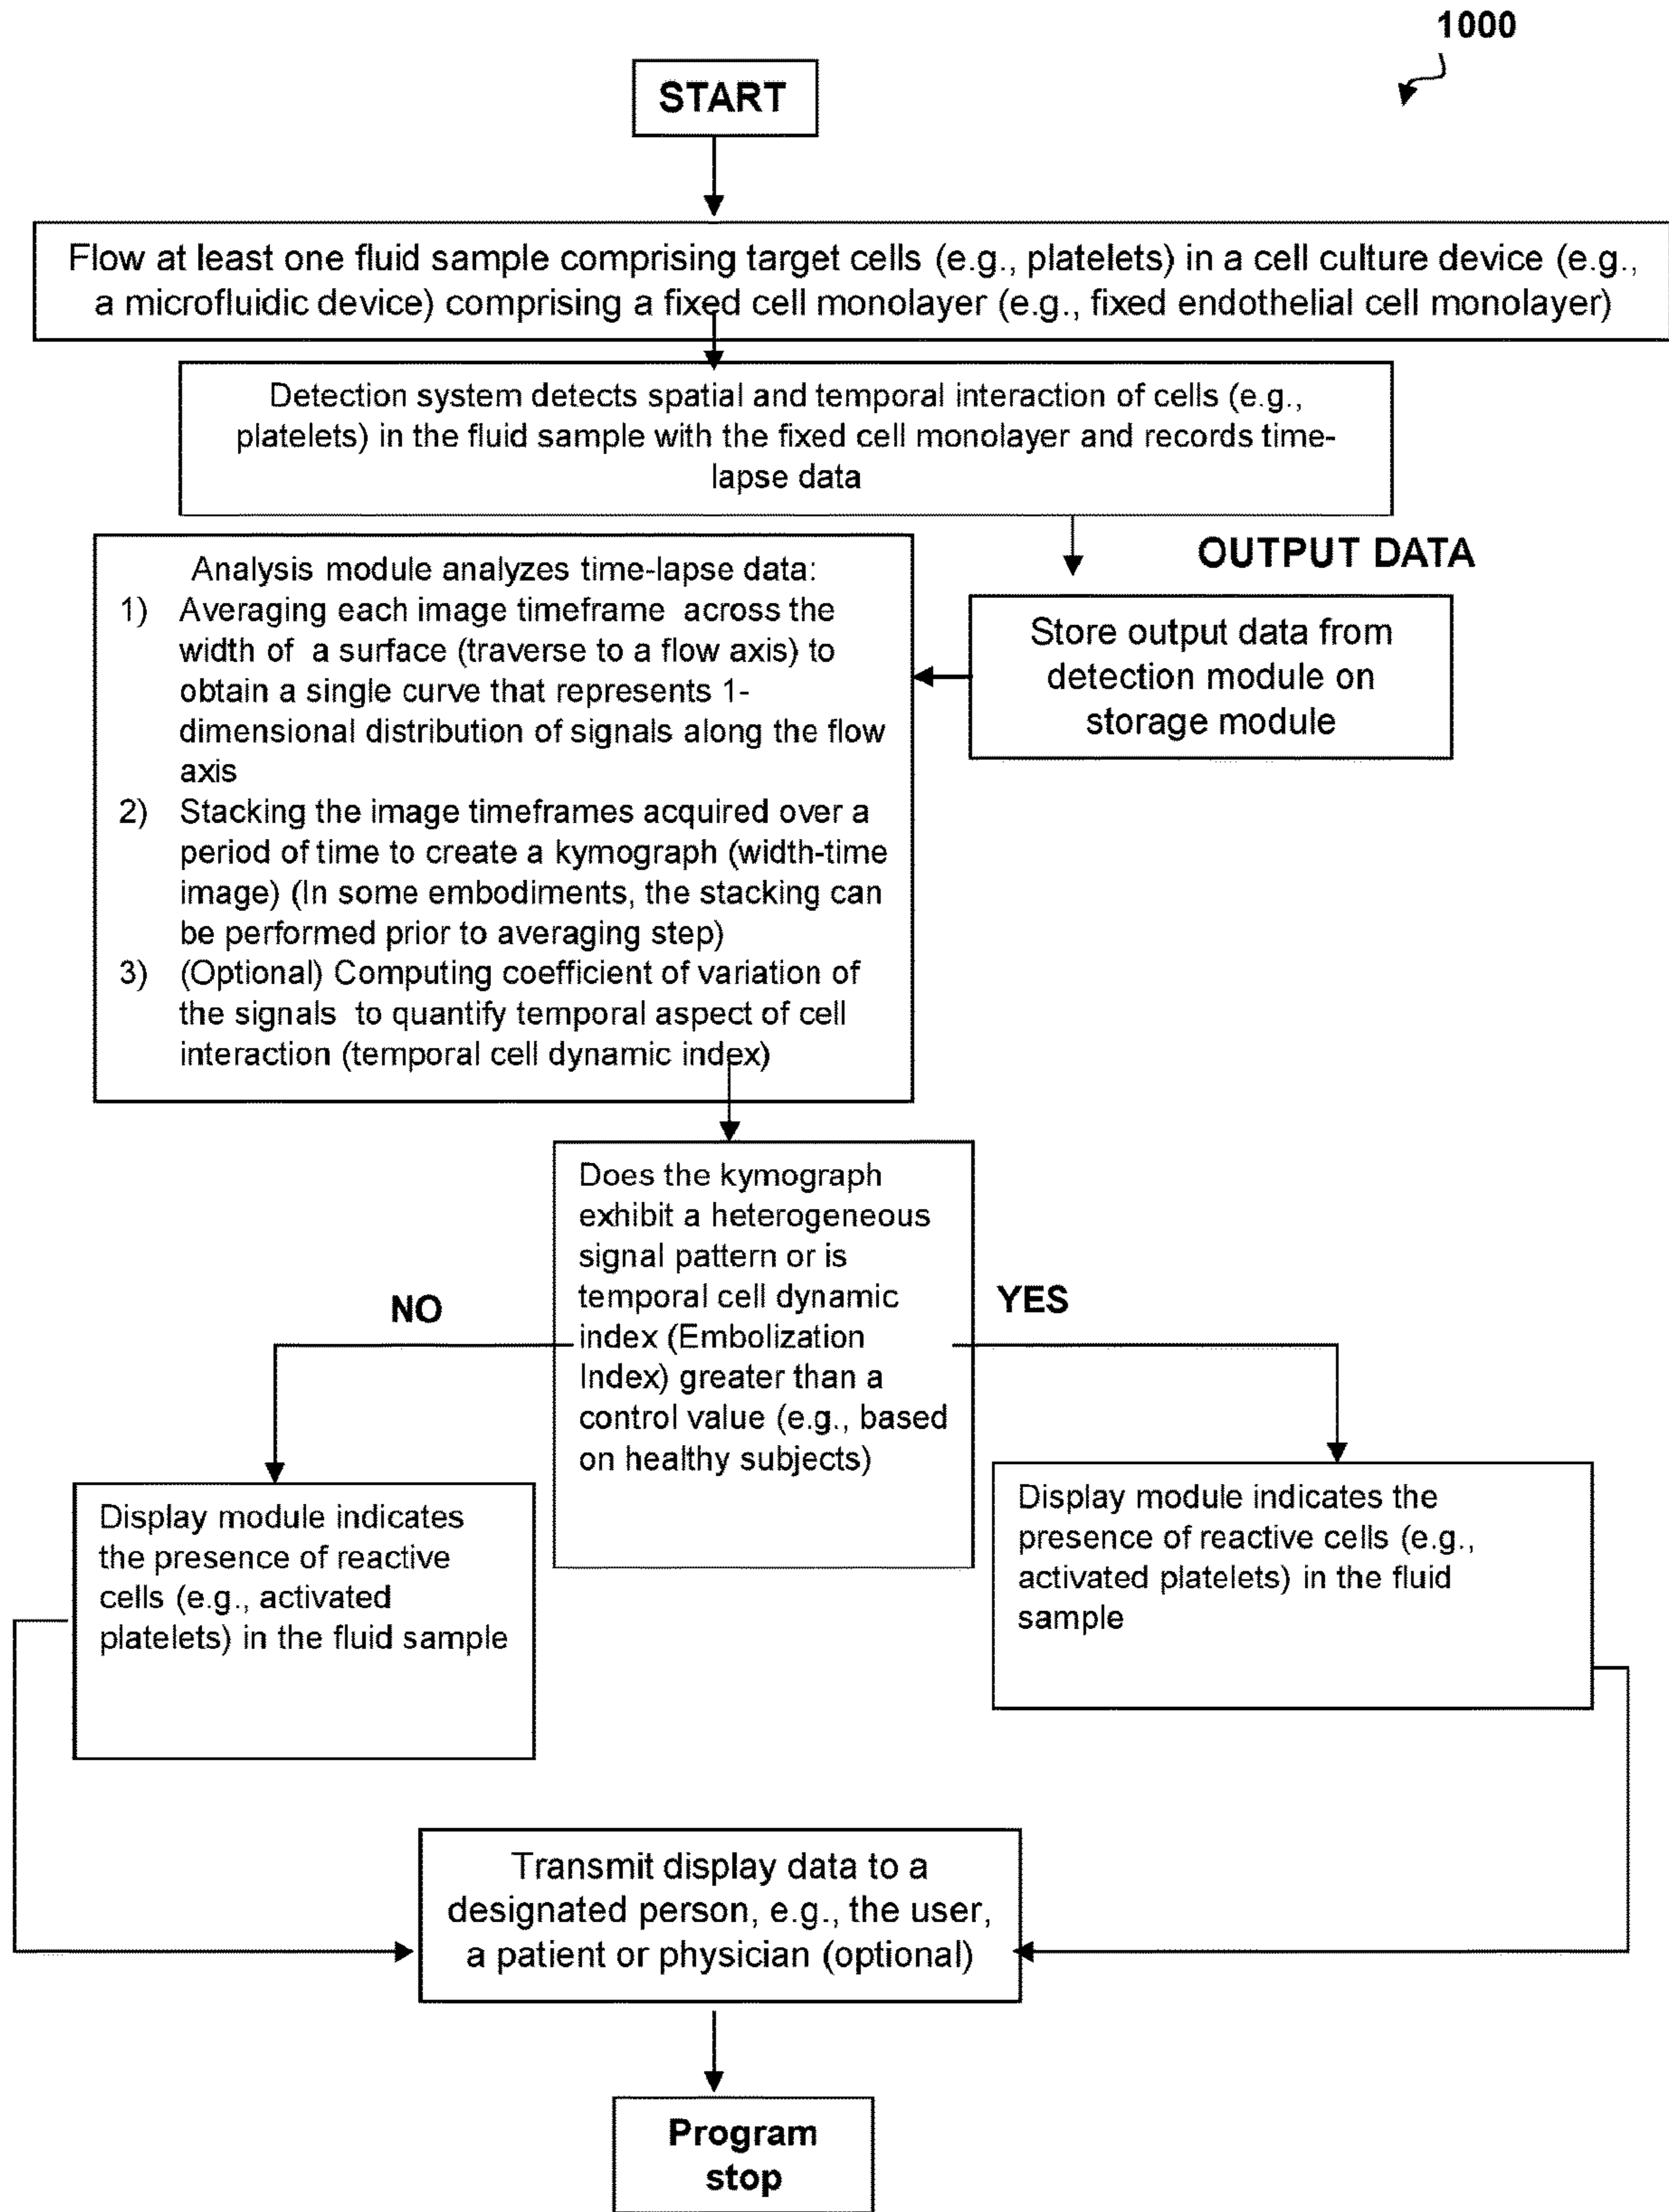 1000
START
Flow at least one fluid sample comprising target cells (e.g., platelets) in a cell culture device (e.g.,
a microfluidic device) comprising a fixed cell monolayer (e.g., fixed endothelial cell monolayer)
Detection system detects spatial and temporal interaction of cells (e.g.,
platelets) in the fluid sample with the fixed cell monolayer and records time-
lapse data
OUTPUT DATA
Store output data from
detection module on
storage module
Analysis module analyzes time-lapse data:
1) Averaging each image timeframe across the
width of a surface (traverse to a flow axis) to
obtain a single curve that represents 1-
dimensional distribution of signals along the flow
axis
2) Stacking the image timeframes acquired over a
period of time to create a kymograph (width-time
image) (In some embodiments, the stacking can
be performed prior to averaging step)
3) (Optional) Computing coefficient of variation of
the signals to quantify temporal aspect of cell
interaction (temporal cell dynamic index)
Does the kymograph
exhibit a heterogeneous
signal pattern or is
temporal cell dynamic
index (Embolization
Index) greater than a
control value (e.g., based
on healthy subjects)
NO
YES
Display module indicates
the presence of reactive
cells (e.g., activated
platelets) in the fluid sample
Display module indicates the
presence of reactive cells (e.g.,
activated platelets) in the fluid
sample
Transmit display data to a
designated person, e.g., the user,
a patient or physician (optional)
Program
stop